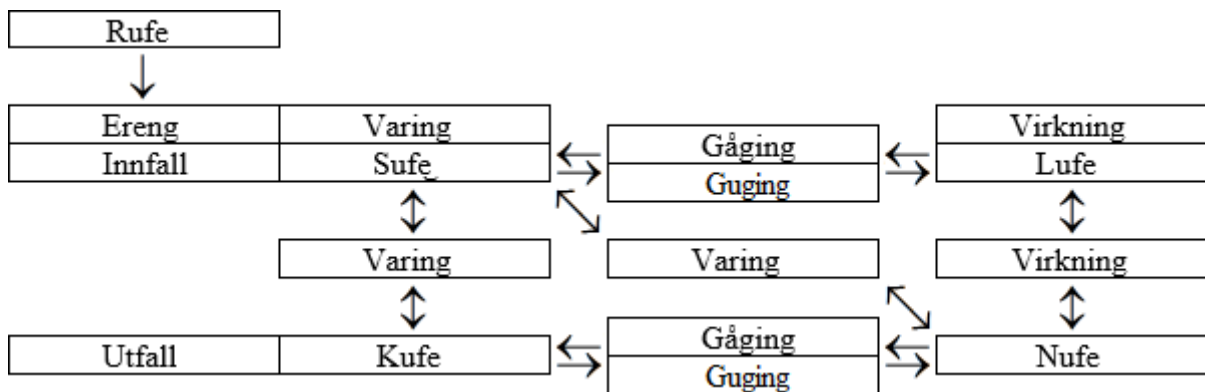 Rufe
Ereng Varing Virkning
Gåging
Innfall Sufe Lufe
Guging
Varing Varing Virkning
Gåging
Utfall Kufe Nufe
Guging